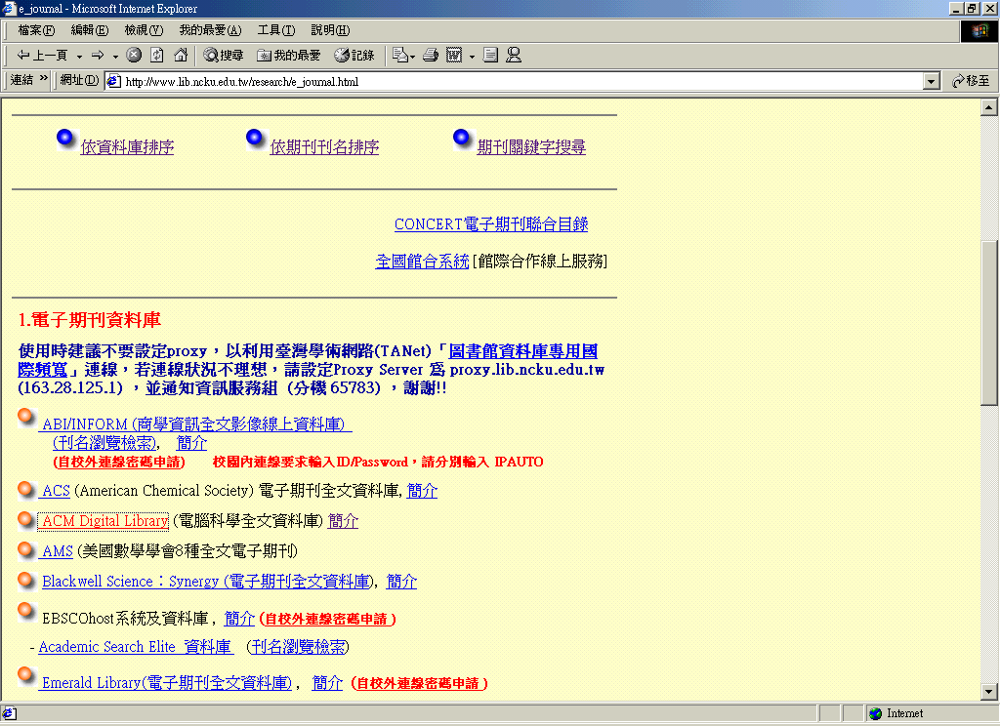 e_journal - Microsoft Internet Explorer
檔案(F) 編輯(E) 檢視(V) 我的最愛(A) 工具(T) 說明(H)
上一頁 搜尋 我的最愛 記錄
連結 » 網址(D) http://www.lib.ncku.edu.tw/research/e_journal.html 移至
依資料庫排序 依期刊刊名排序 期刊關鍵字搜尋
CONCERT電子期刊聯合目錄
全國館合系統 [館際合作線上服務]
1.電子期刊資料庫
使用時建議不要設定proxy，以利用臺灣學術網路(TANet)「圖書館資料庫專用國
際頻寬」連線，若連線狀況不理想，請設定Proxy Server 為 proxy.lib.ncku.edu.tw
(163.28.125.1) ，並通知資訊服務組 (分機 65783) ，謝謝!!
ABI/INFORM (商學資訊全文影像線上資料庫)
(刊名瀏覽檢索), 簡介
(自校外連線密碼申請) 校園內連線要求輸入ID/Password，請分別輸入 IPAUTO
ACS (American Chemical Society) 電子期刊全文資料庫, 簡介
ACM Digital Library (電腦科學全文資料庫) 簡介
AMS (美國數學學會8種全文電子期刊)
Blackwell Science：Synergy (電子期刊全文資料庫), 簡介
EBSCOhost系統及資料庫 , 簡介 (自校外連線密碼申請 )
- Academic Search Elite 資料庫 (刊名瀏覽檢索)
Emerald Library(電子期刊全文資料庫) , 簡介 (自校外連線密碼申請 )
Internet